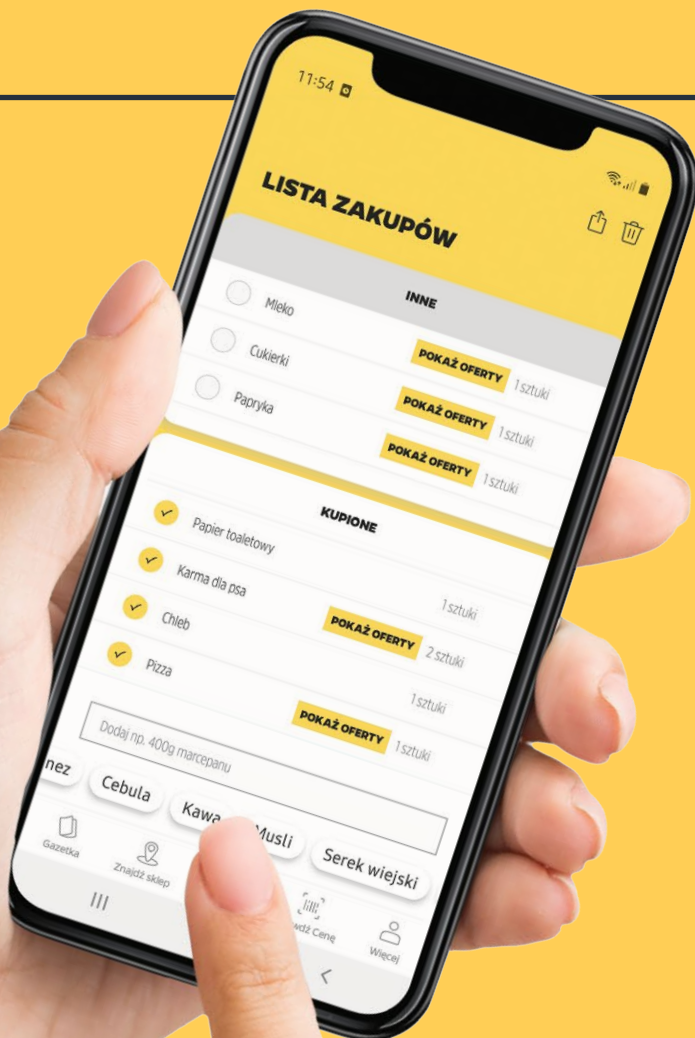 11:54
LISTA ZAKUPÓW
INNE
Mleko
POKAŻ OFERTY 1 sztuki
Cukierki
POKAŻ OFERTY 1 sztuki
Papryka
POKAŻ OFERTY 1 sztuki
KUPIONE
Papier toaletowy
1 sztuki
Karma dla psa
POKAŻ OFERTY 2 sztuki
Chleb
1 sztuki
Pizza
POKAŻ OFERTY 1 sztuki
Dodaj np. 400g marcepanu
nez Cebula Kawa Musli Serek wiejski
Gazetka Znajdź sklep wdź Cenę Więcej